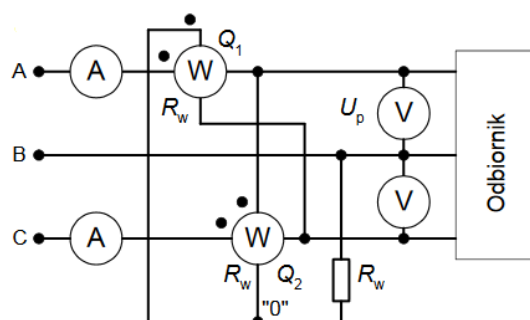 Q1
A A W
Rw Up V
B
Odbiornik
V
C A W
Rw Q2 Rw
"0"